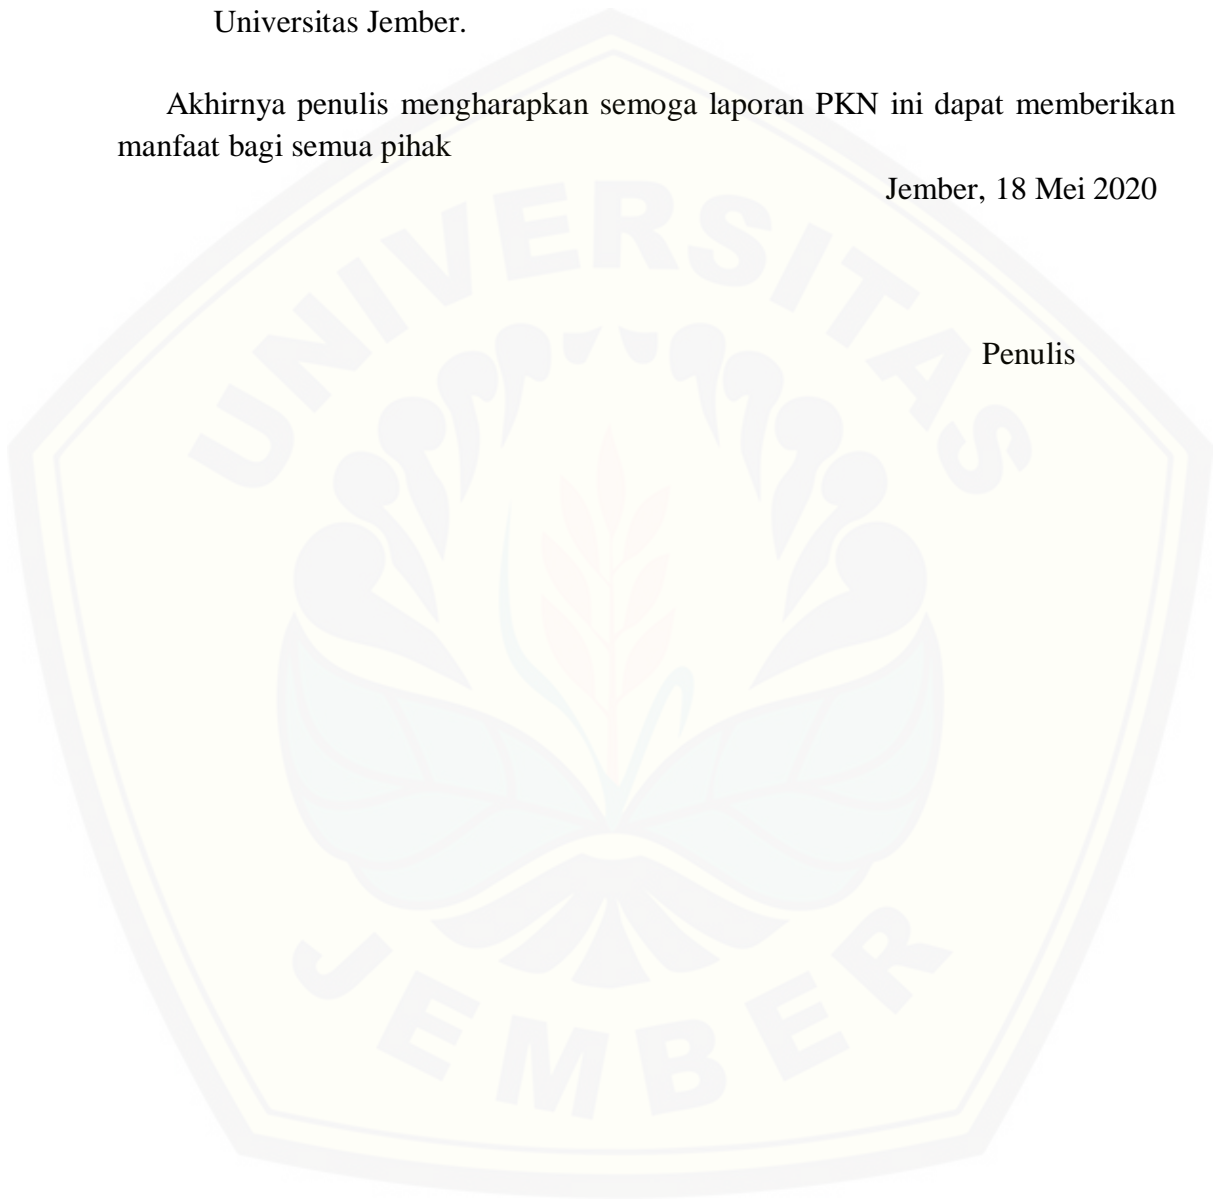 Universitas Jember.
Akhirnya penulis mengharapkan semoga laporan PKN ini dapat memberikan
manfaat bagi semua pihak
Jember, 18 Mei 2020
Penulis
UNIVERSITAS
JEMBER